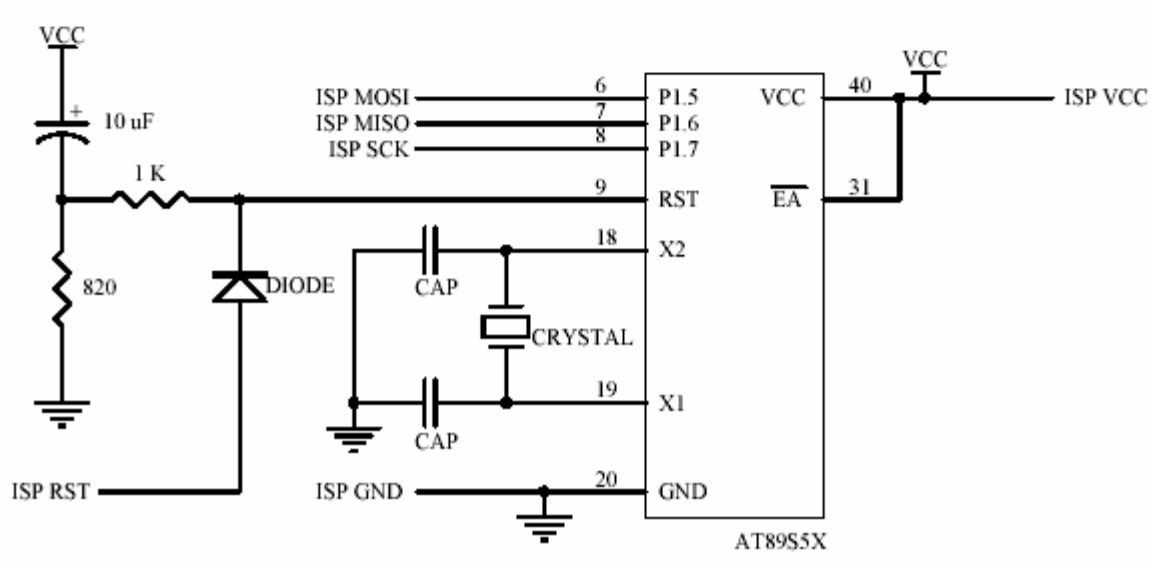 VCC
+
10 uF
1 K
820
DIODE
ISP RST
ISP MOSI
ISP MISO
ISP SCK
6
7
8
9
18
19
20
CAP
CRYSTAL
CAP
ISP GND
P1.5
P1.6
P1.7
RST
X2
X1
GND
VCC
EA
40
31
VCC
ISP VCC
AT89S5X